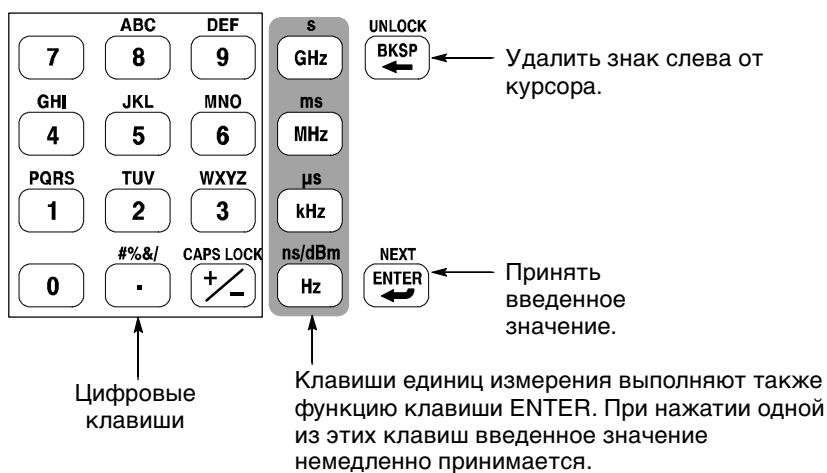 ABC DEF s UNLOCK
7 8 9 GHz BKSP
Удалить знак слева от
курсора.
GHI JKL MNO ms
4 5 6 MHz
PQRS TUV WXYZ µs
1 2 3 kHz
#%&/ CAPS LOCK ns/dBm NEXT
0 . +/− Hz ENTER
Принять
введенное
значение.
Цифровые
клавиши
Клавиши единиц измерения выполняют также
функцию клавиши ENTER. При нажатии одной
из этих клавиш введенное значение
немедленно принимается.